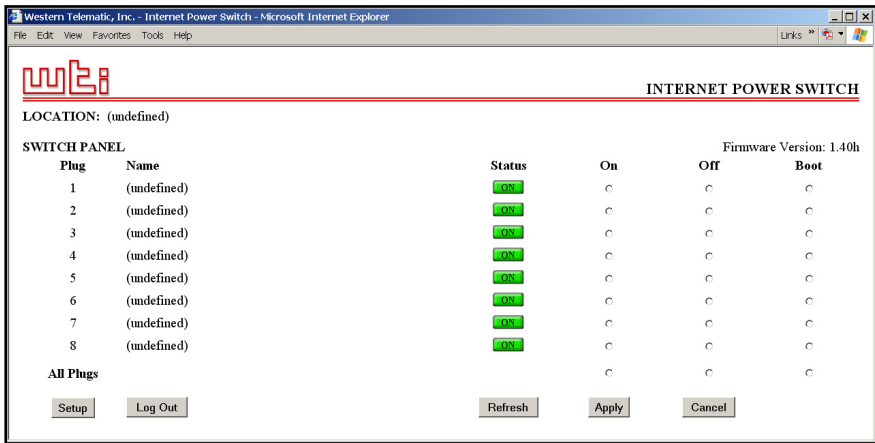 Western Telematic, Inc. - Internet Power Switch - Microsoft Internet Explorer
File Edit View Favorites Tools Help Links »
wti
INTERNET POWER SWITCH
LOCATION: (undefined)
SWITCH PANEL Firmware Version: 1.40h
Plug Name Status On Off Boot
1 (undefined) ON
2 (undefined) ON
3 (undefined) ON
4 (undefined) ON
5 (undefined) ON
6 (undefined) ON
7 (undefined) ON
8 (undefined) ON
All Plugs
Setup Log Out Refresh Apply Cancel